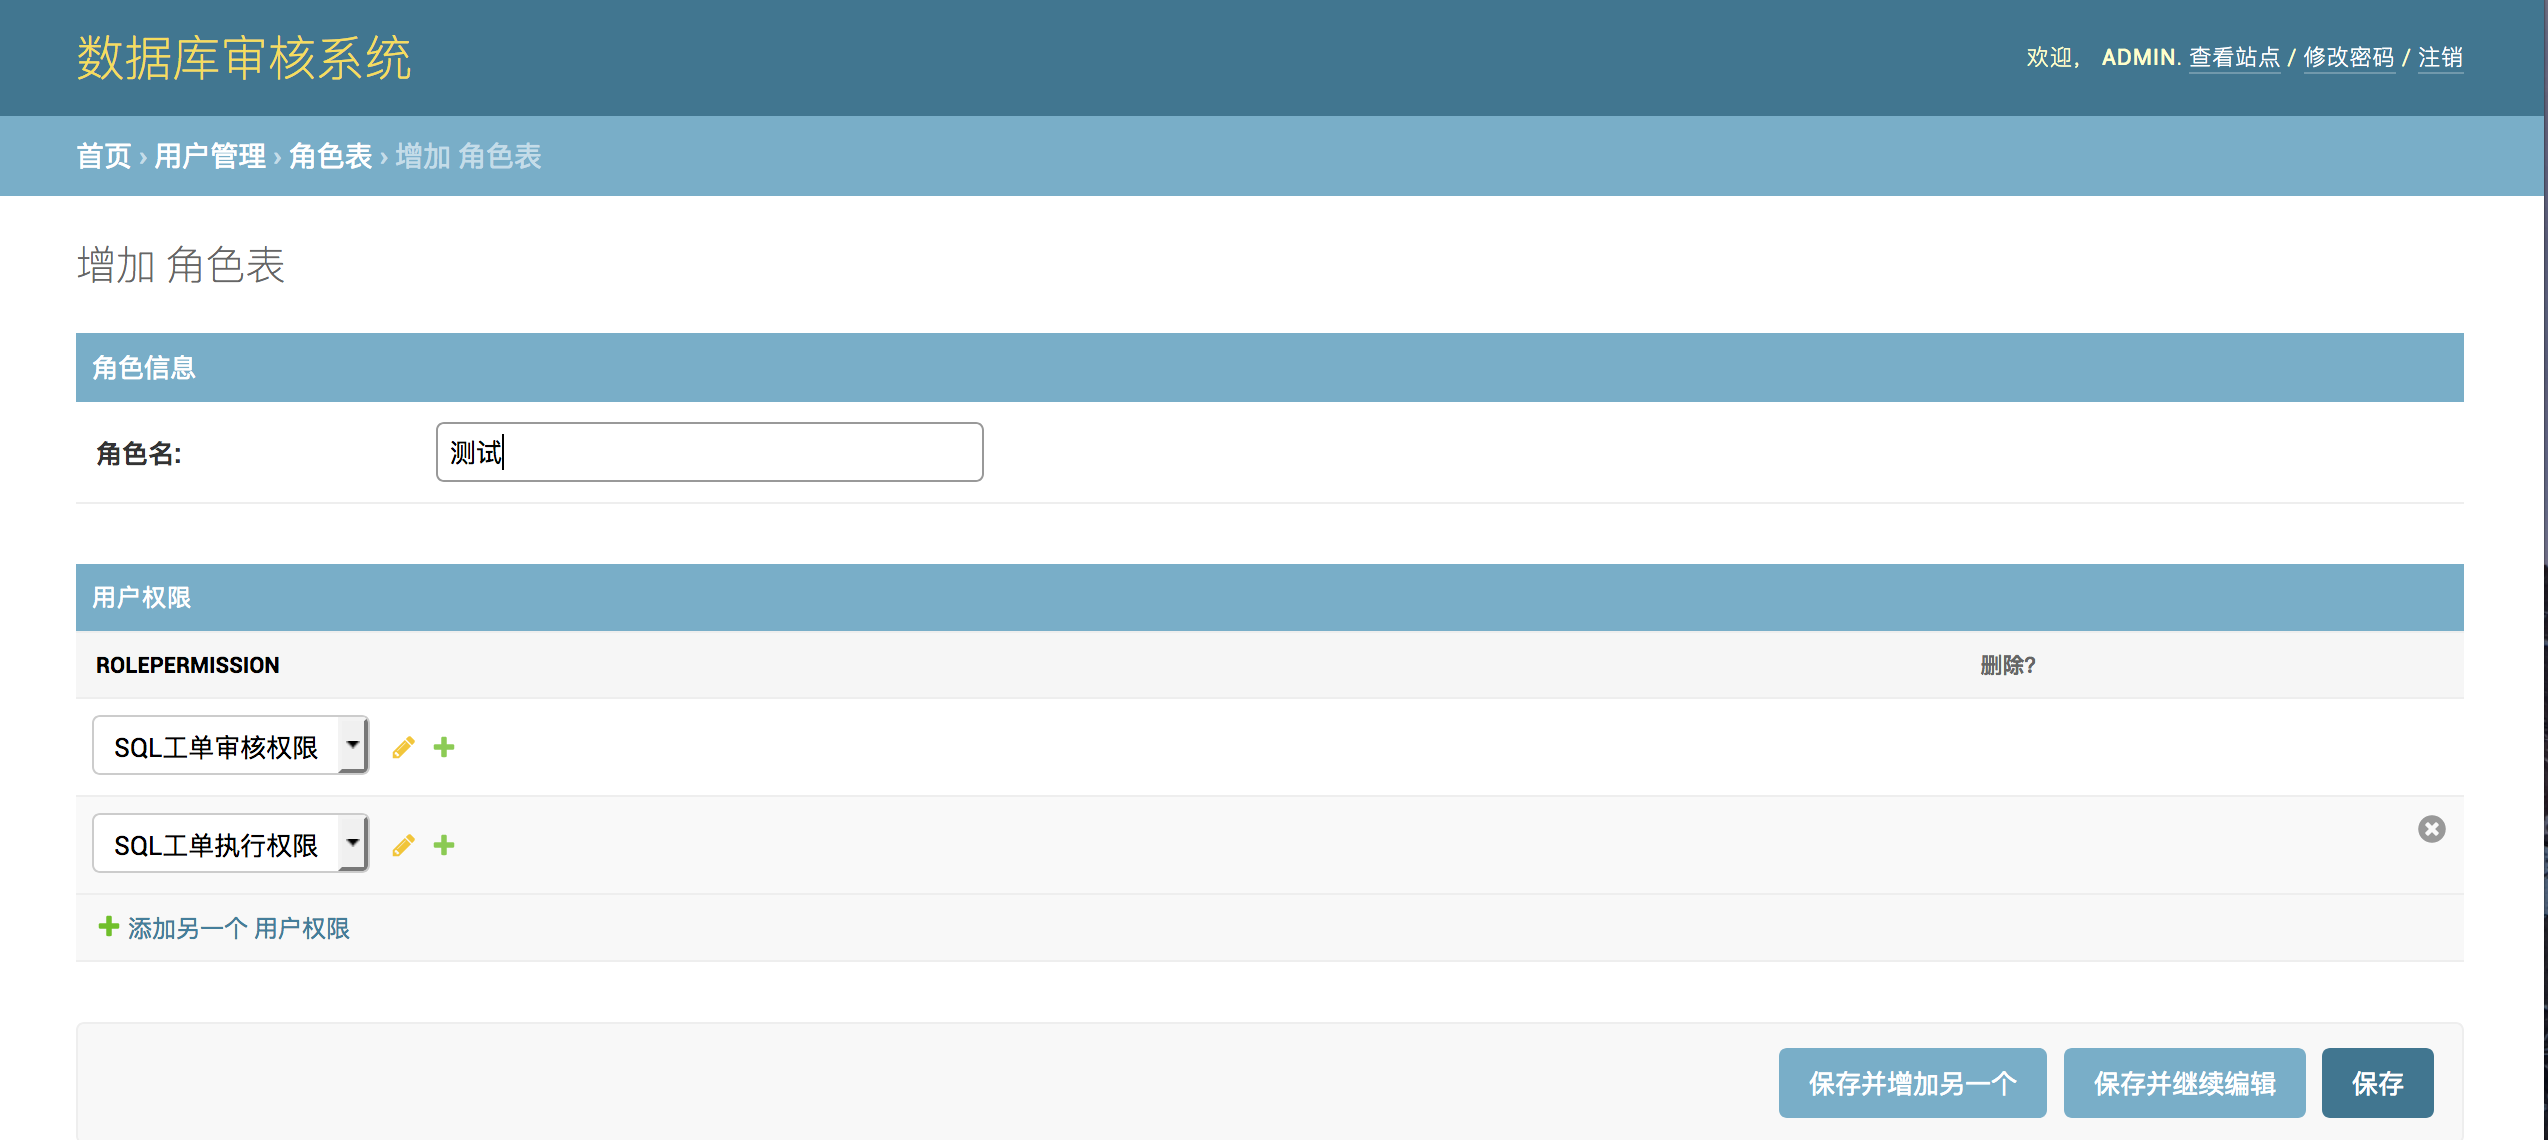 数据库审核系统
欢迎， ADMIN. 查看站点 / 修改密码 / 注销
首页 › 用户管理 › 角色表 › 增加 角色表
增加 角色表
角色信息
角色名:
测试
用户权限
ROLEPERMISSION
删除?
SQL工单审核权限
SQL工单执行权限
添加另一个 用户权限
保存并增加另一个
保存并继续编辑
保存